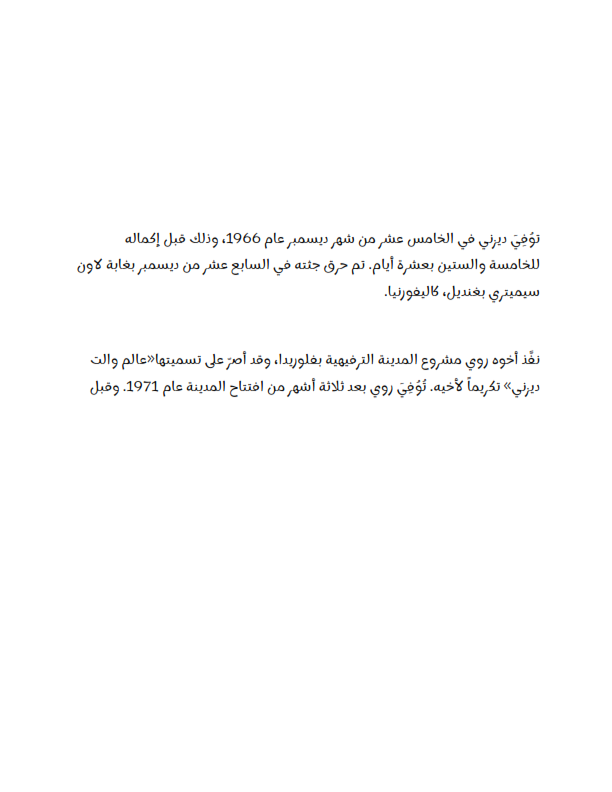 توُفِيَ ديزني في الخامس عشر من شهر ديسمبر عام 1966، وذلك قبل إكماله
للخامسة والستين بعشرة أيام. تم حرق جثته في السابع عشر من ديسمبر بغابة لاون
سيميتري بغنديل، كاليفورنيا.
نفَّذ أخوه روي مشروع المدينة الترفيهية بفلوريدا، وقد أصرّ على تسميتها«عالم والت
ديزني» تكريماً لأخيه. تُوُفِيَ روي بعد ثلاثة أشهر من افتتاح المدينة عام 1971. وقبل